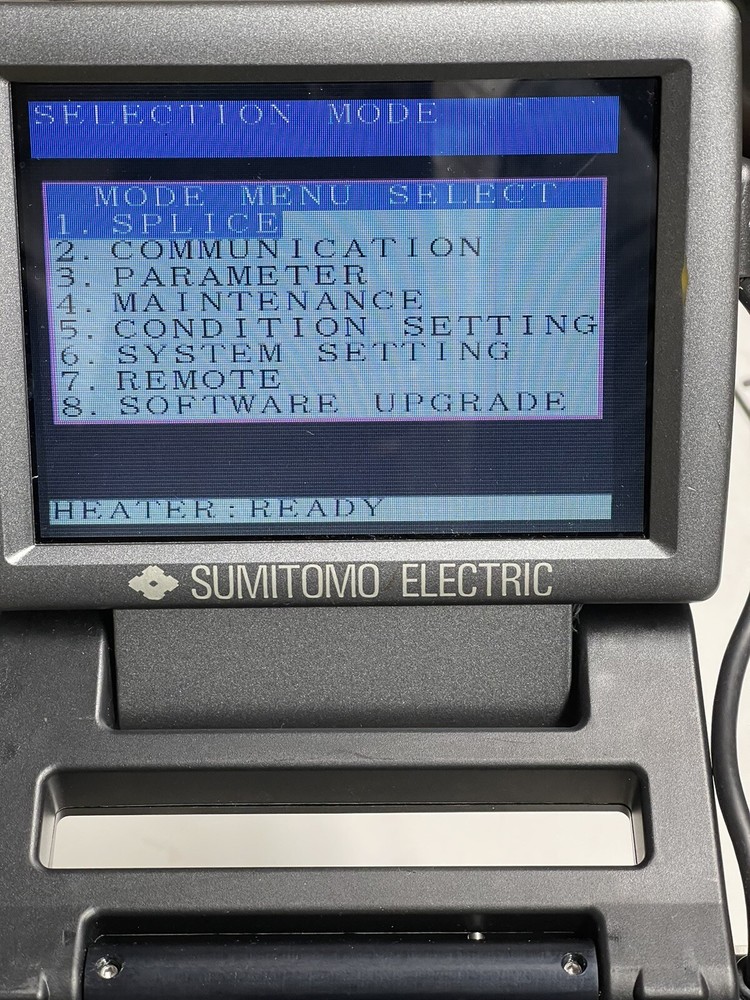 SELECTION MODE
MODE MENU SELECT
1. SPLICE
2. COMMUNICATION
3. PARAMETER
4. MAINTENANCE
5. CONDITION SETTING
6. SYSTEM SETTING
7. REMOTE
8. SOFTWARE UPGRADE
HEATER:READY
SUMITOMO ELECTRIC